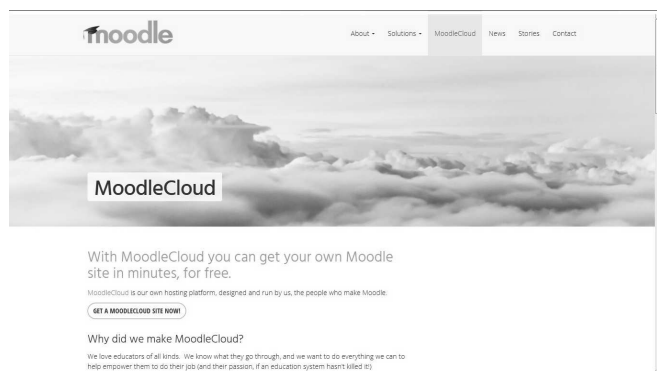 moodle
About Solutions MoodleCloud News Stories Contact
MoodleCloud
With MoodleCloud you can get your own Moodle
site in minutes, for free.
MoodleCloud is our own hosting platform, designed and run by us, the people who make Moodle.
GET A MOODLECLOUD SITE NOW!
Why did we make MoodleCloud?
We love educators of all kinds. We know what they go through, and we want to do everything we can to
help empower them to do their job (and their passion, if an education system hasn't killed it!)